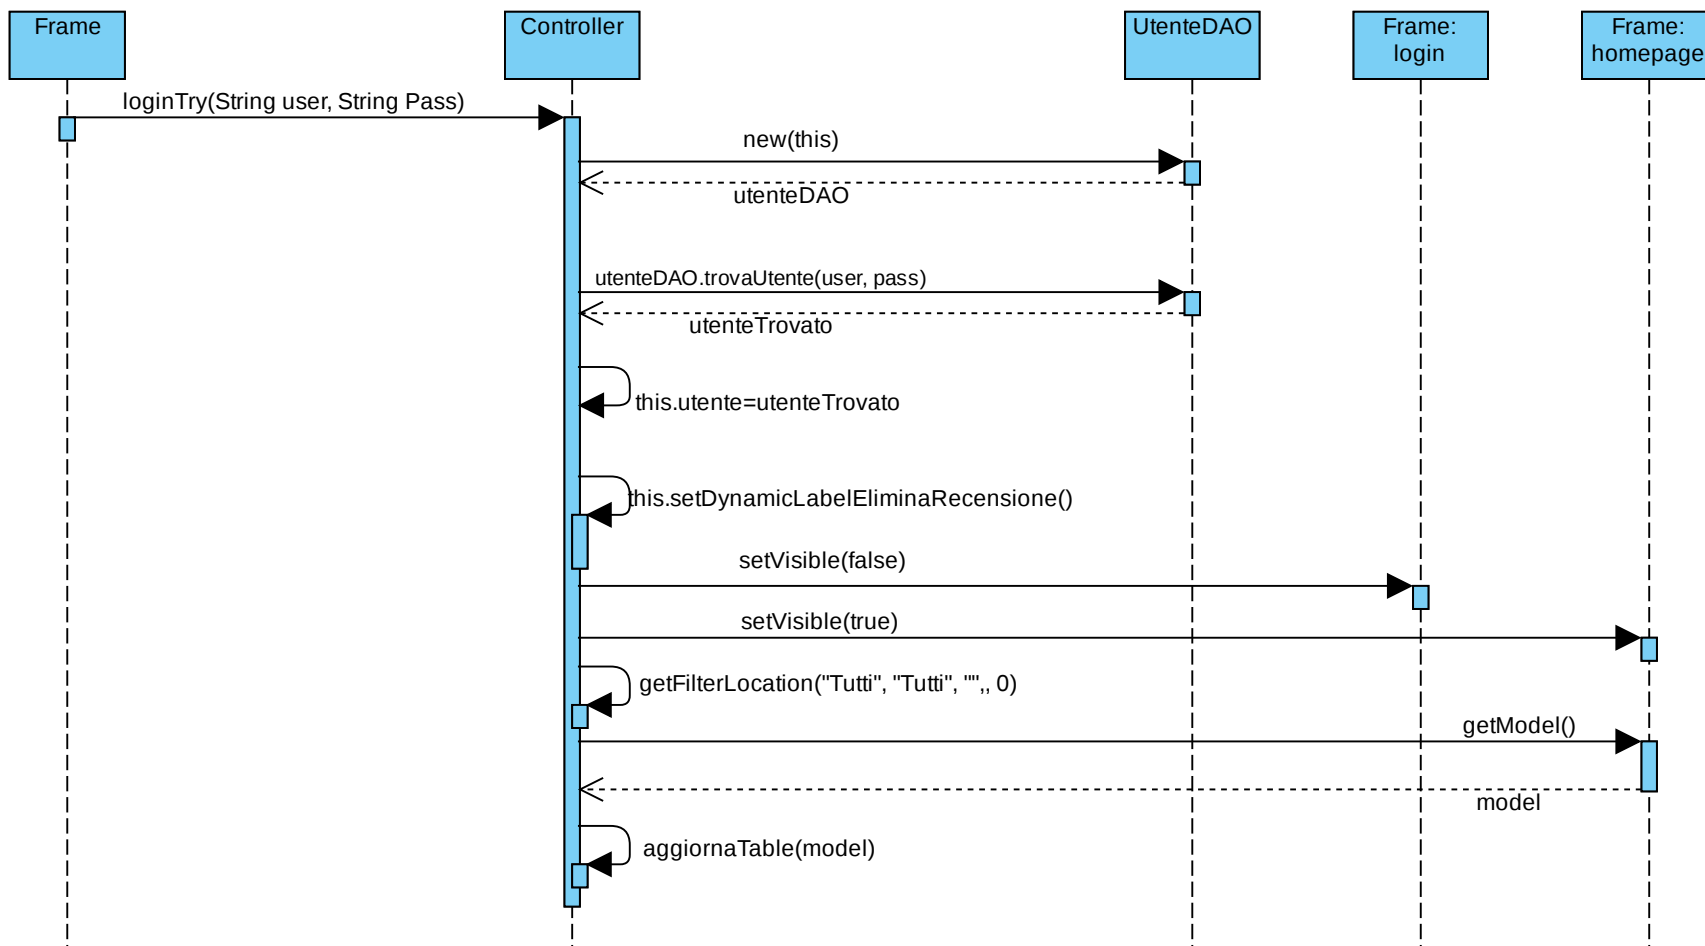 Frame
Controller
UtenteDAO
Frame:
login
Frame:
homepage
loginTry(String user, String Pass)
new(this)
utenteDAO
utenteDAO.trovaUtente(user, pass)
utenteTrovato
this.utente=utenteTrovato
this.setDynamicLabelEliminaRecensione()
setVisible(false)
setVisible(true)
getFilterLocation("Tutti", "Tutti", "",, 0)
getModel()
model
aggiornaTable(model)